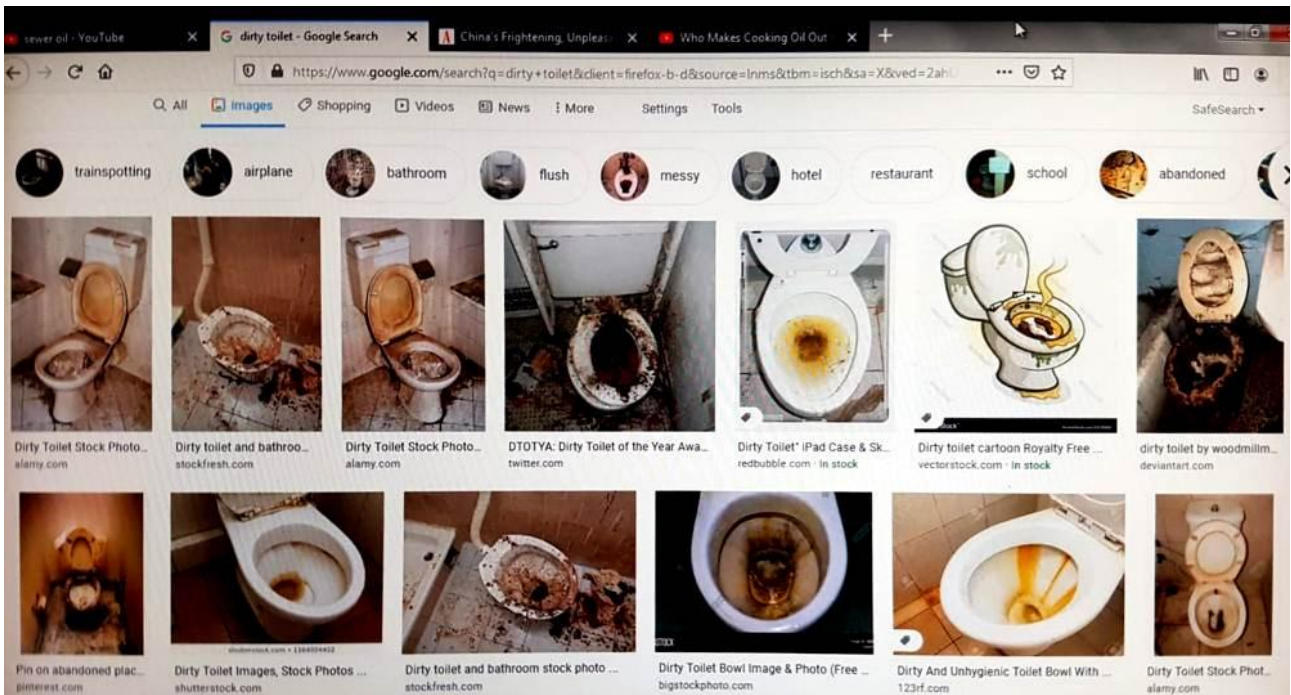 sewer oil - YouTube
dirty toilet - Google Search
China's Frightening, Unpleas
Who Makes Cooking Oil Out
https://www.google.com/search?q=dirty+toilet&client=firefox-b-d&source=lnms&tbm=isch&sa=X&ved=2ahU
All
Images
Shopping
Videos
News
More
Settings
Tools
SafeSearch
trainspotting
airplane
bathroom
flush
messy
hotel
restaurant
school
abandoned
Dirty Toilet Stock Photo...
alamy.com
Dirty toilet and bathroo...
stockfresh.com
Dirty Toilet Stock Photo...
alamy.com
DTOTYA: Dirty Toilet of the Year Awa...
twitter.com
Dirty Toilet" iPad Case & Sk...
redbubble.com · In stock
Dirty toilet cartoon Royalty Free ...
vectorstock.com · In stock
dirty toilet by woodmillm...
deviantart.com
Pin on abandoned plac...
pinterest.com
Dirty Toilet Images, Stock Photos ...
shutterstock.com
Dirty toilet and bathroom stock photo ...
stockfresh.com
Dirty Toilet Bowl Image & Photo (Free ...
bigstockphoto.com
Dirty And Unhygienic Toilet Bowl With ...
123rf.com
Dirty Toilet Stock Phot...
alamy.com